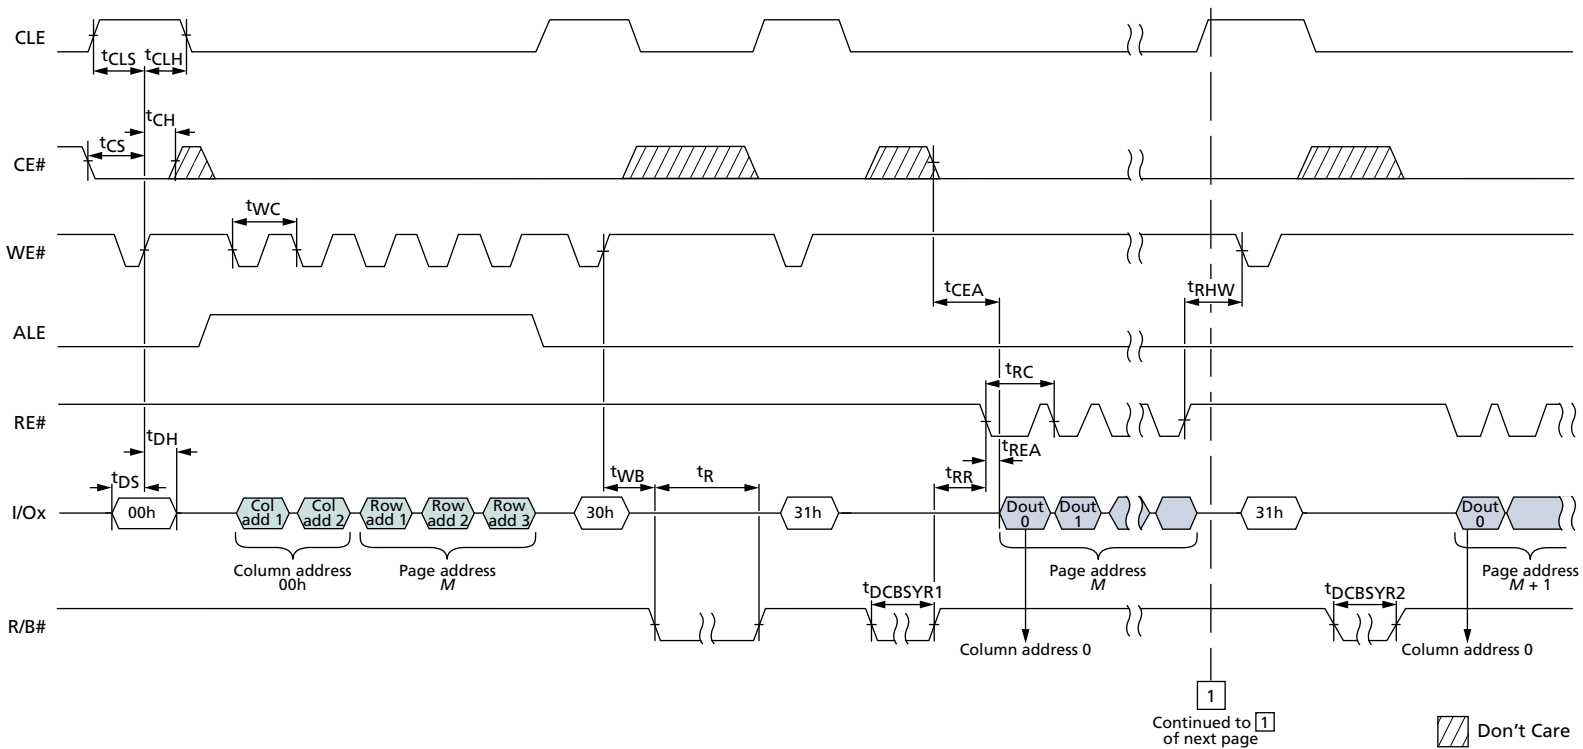 CLE
tCLS
tCLH
tCH
tCS
CE#
tWC
WE#
tCEA
tRHW
ALE
tRC
RE#
tDH
tREA
tDS
tWB
tR
tRR
I/Ox
00h
Col add 1
Col add 2
Row add 1
Row add 2
Row add 3
30h
31h
Dout 0
Dout 1
31h
Dout 0
Column address
00h
Page address
M
Page address
M
Page address
M + 1
tDCBSYR1
tDCBSYR2
R/B#
Column address 0
Column address 0
1
Continued to 1
of next page
Don't Care